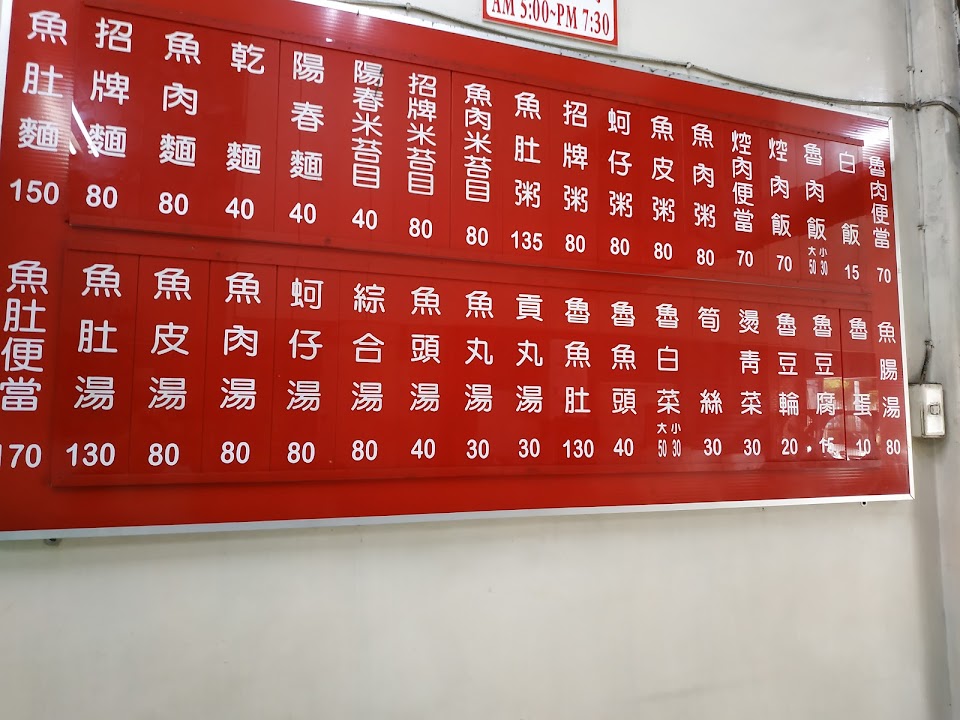 AM 5:00~PM 7:30
魚肚麵 150
招牌麵 80
魚肉麵 80
乾麵 40
陽春麵 40
陽春米苔目 40
招牌米苔目 80
魚肉米苔目 80
魚肚粥 135
招牌粥 80
蚵仔粥 80
魚皮粥 80
魚肉粥 80
焢肉便當 70
焢肉飯 70
魯肉飯 大50 小30
白飯 15
魯肉便當 70
魚肚便當 170
魚肚湯 130
魚皮湯 80
魚肉湯 80
蚵仔湯 80
綜合湯 80
魚頭湯 40
魚丸湯 30
貢丸湯 30
魯魚肚 130
魯魚頭 40
魯白菜 大50 小30
筍絲 30
燙青菜 30
魯豆輪 20
魯豆腐 15
魯蛋 10
魚腸湯 80